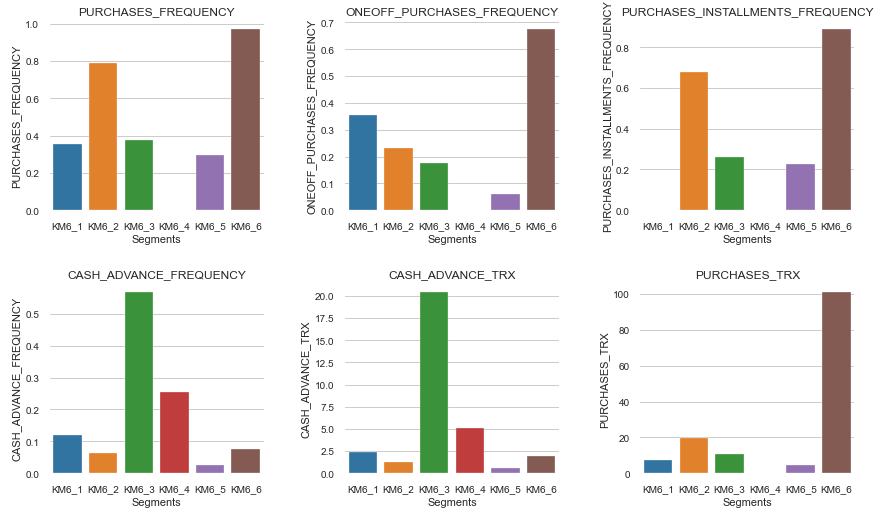 PURCHASES_FREQUENCY
PURCHASES_FREQUENCY
1.0
0.8
0.6
0.4
0.2
0.0
KM6_1 KM6_2 KM6_3 KM6_4 KM6_5 KM6_6
Segments
ONEOFF_PURCHASES_FREQUENCY
ONEOFF_PURCHASES_FREQUENCY
0.7
0.6
0.5
0.4
0.3
0.2
0.1
0.0
KM6_1 KM6_2 KM6_3 KM6_4 KM6_5 KM6_6
Segments
PURCHASES_INSTALLMENTS_FREQUENCY
PURCHASES_INSTALLMENTS_FREQUENCY
0.8
0.6
0.4
0.2
0.0
KM6_1 KM6_2 KM6_3 KM6_4 KM6_5 KM6_6
Segments
CASH_ADVANCE_FREQUENCY
CASH_ADVANCE_FREQUENCY
0.5
0.4
0.3
0.2
0.1
0.0
KM6_1 KM6_2 KM6_3 KM6_4 KM6_5 KM6_6
Segments
CASH_ADVANCE_TRX
CASH_ADVANCE_TRX
20.0
17.5
15.0
12.5
10.0
7.5
5.0
2.5
0.0
KM6_1 KM6_2 KM6_3 KM6_4 KM6_5 KM6_6
Segments
PURCHASES_TRX
PURCHASES_TRX
100
80
60
40
20
0
KM6_1 KM6_2 KM6_3 KM6_4 KM6_5 KM6_6
Segments